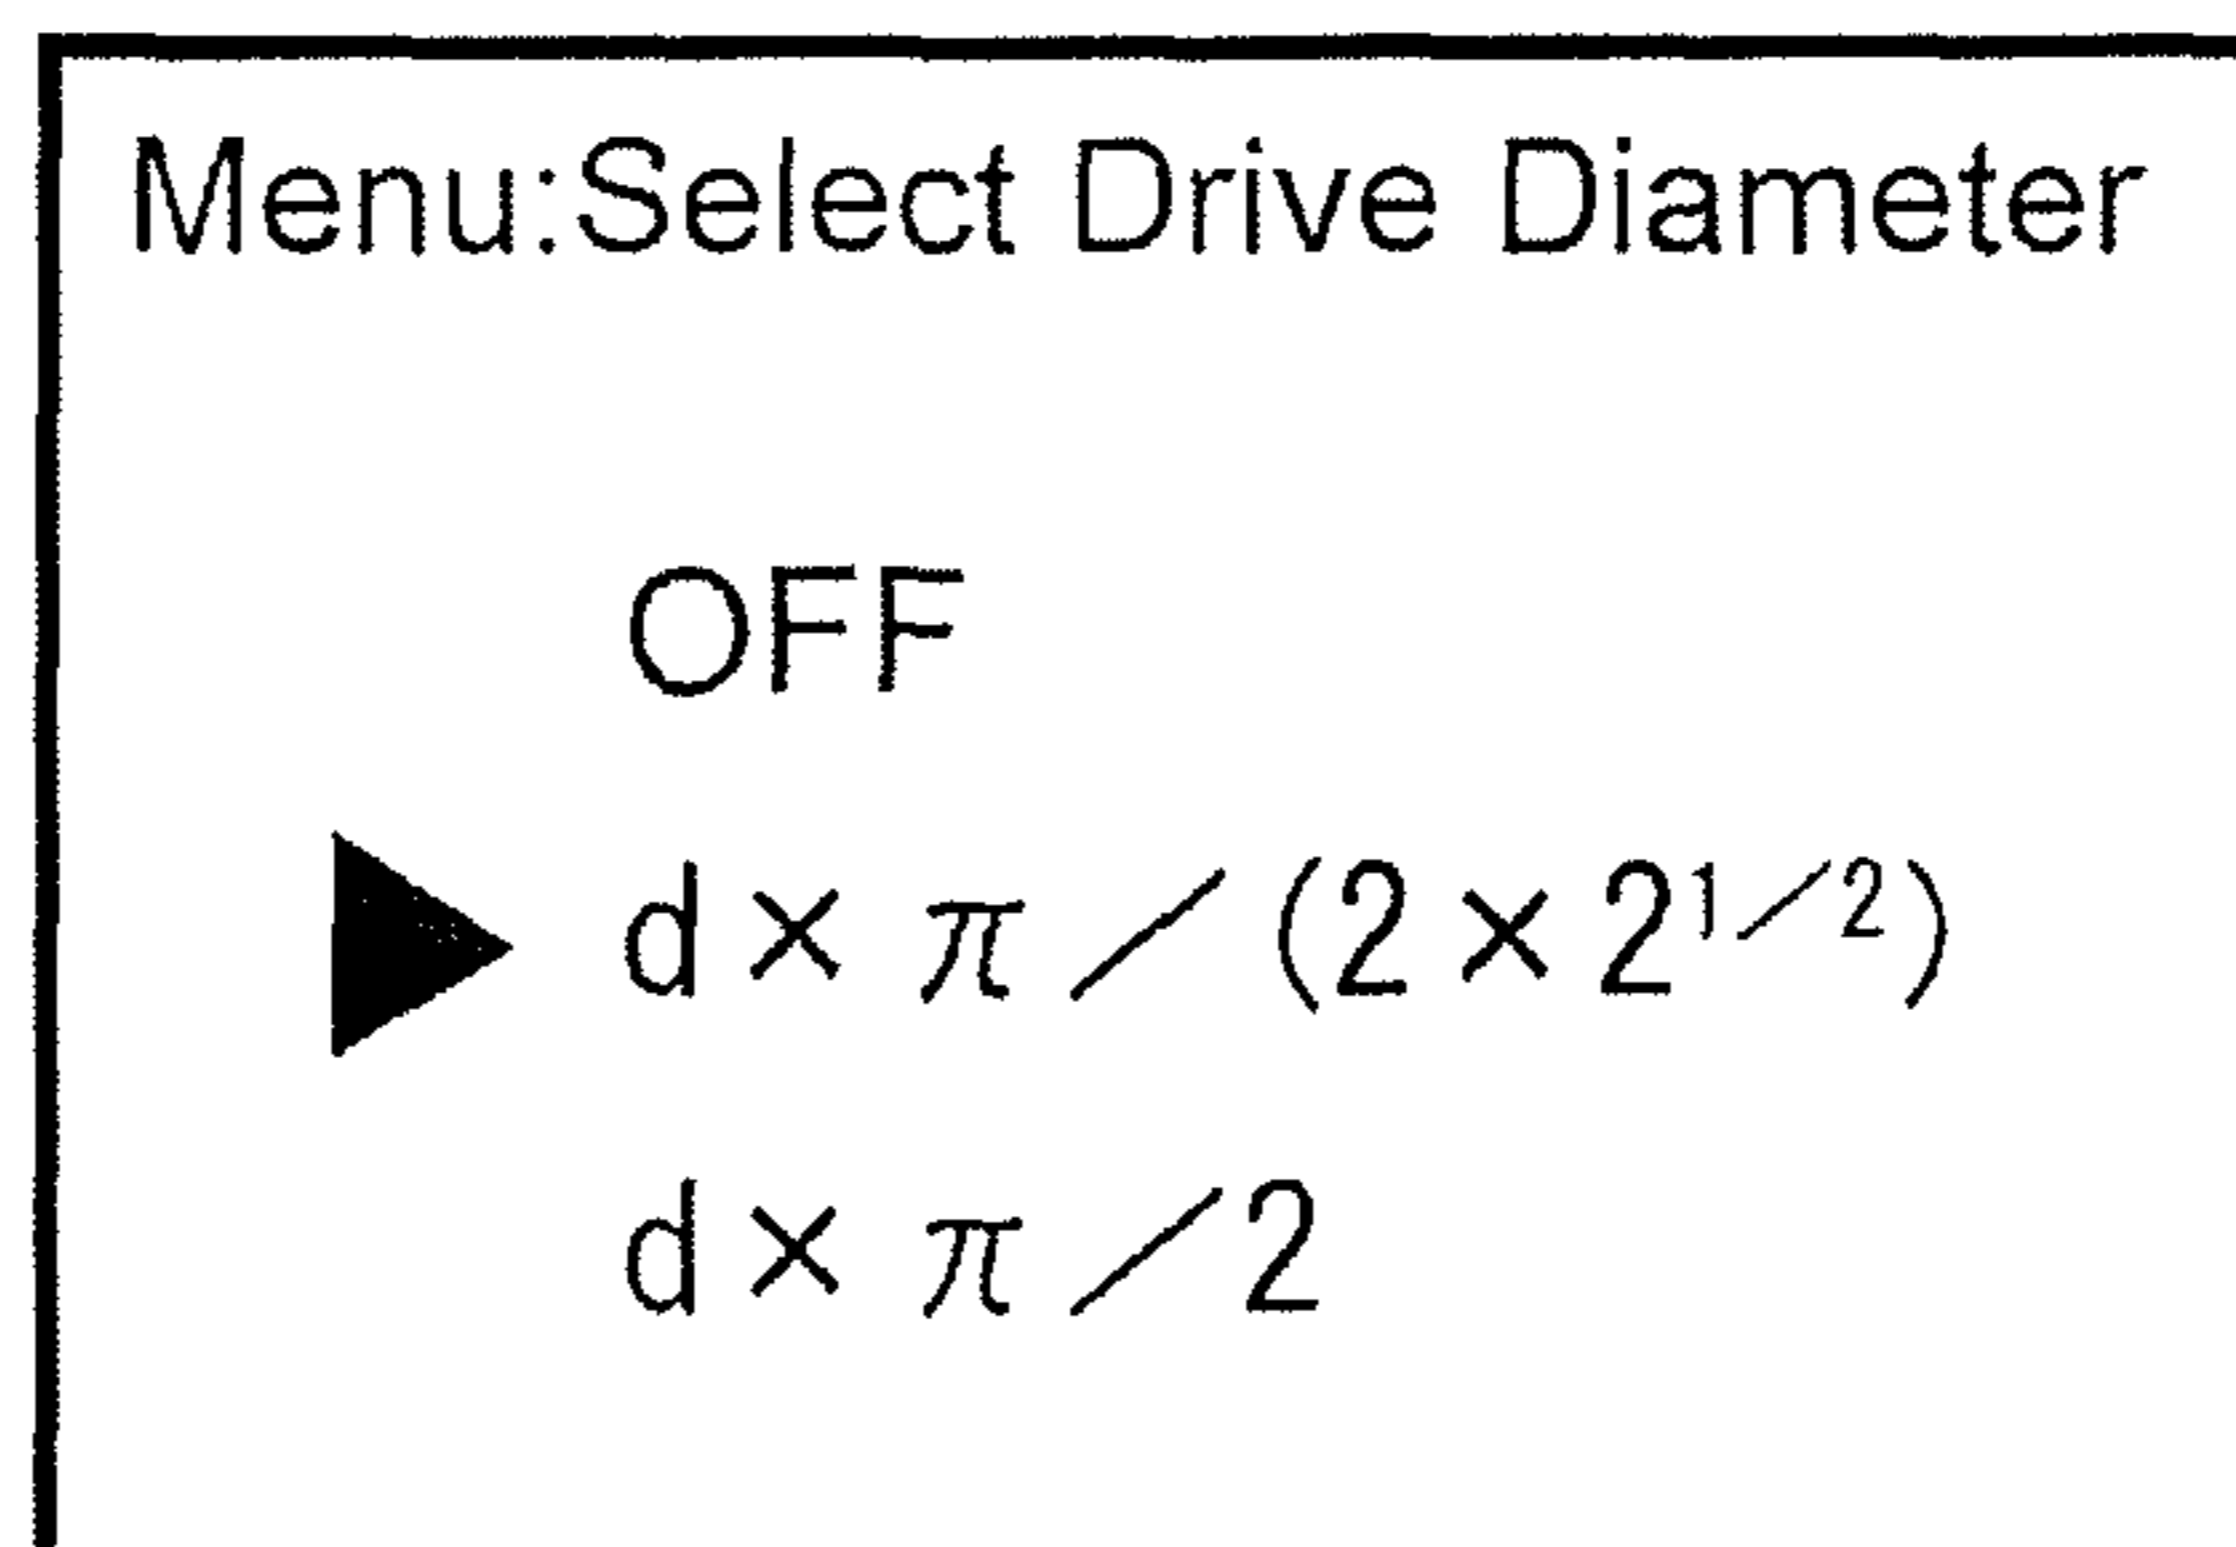 Menu:Select Drive Diameter
OFF
▶ d×π／(2×2^1／2)
d×π／2